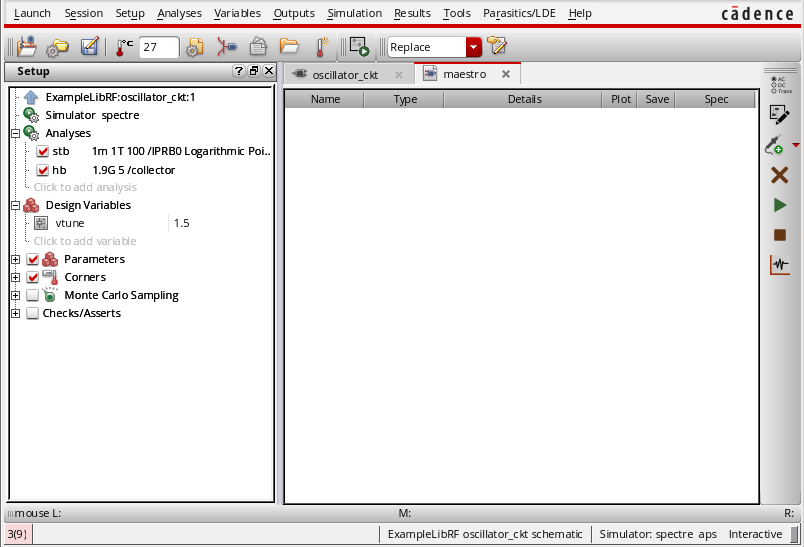 Launch Session Setup Analyses Variables Outputs Simulation Results Tools Parasitics/LDE Help cādence
°C 27 Replace
Setup
oscillator_ckt maestro
Name Type Details Plot Save Spec
AC
DC
Trans
ExampleLibRF:oscillator_ckt:1
Simulator spectre
Analyses
stb 1m 1T 100 /IPRB0 Logarithmic Poi..
hb 1.9G 5 /collector
Click to add analysis
Design Variables
vtune 1.5
Click to add variable
Parameters
Corners
Monte Carlo Sampling
Checks/Asserts
mouse L: M: R:
3(9) ExampleLibRF oscillator_ckt schematic Simulator: spectre aps Interactive